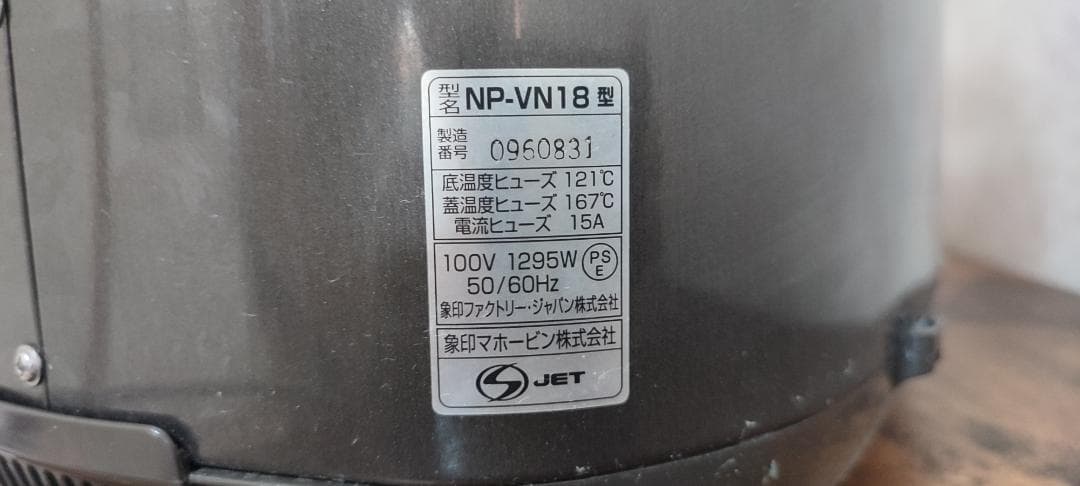 型名 NP-VN18 型
製造番号 0960831
底温度ヒューズ 121℃
蓋温度ヒューズ 167℃
電流ヒューズ 15A
100V 1295W PSE
50/60Hz
象印ファクトリー・ジャパン株式会社
象印マホービン株式会社
JET